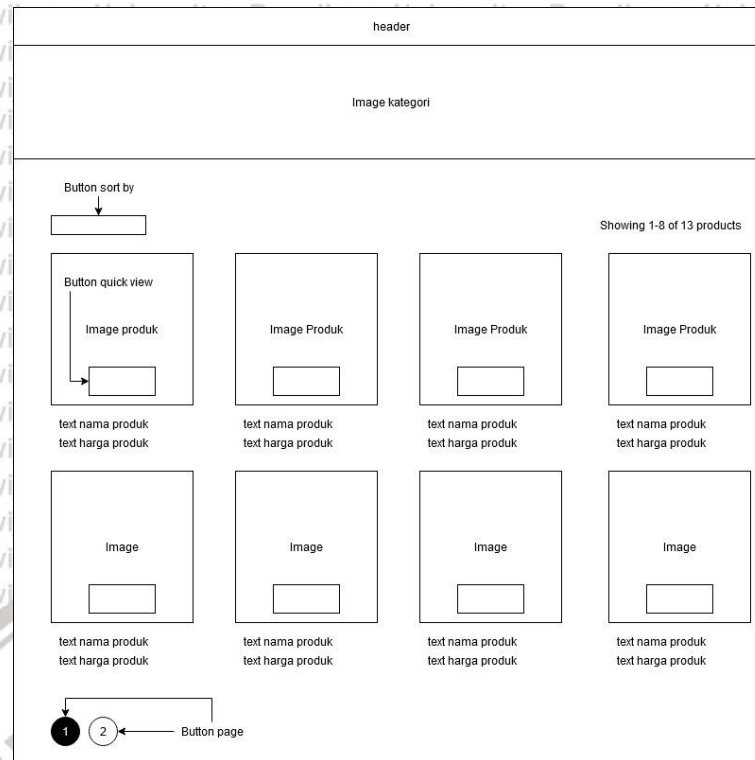 header
Image kategori
Button sort by
Showing 1-8 of 13 products
Button quick view
Image produk
Image Produk
Image Produk
Image Produk
text nama produk
text harga produk
text nama produk
text harga produk
text nama produk
text harga produk
text nama produk
text harga produk
Image
Image
Image
Image
text nama produk
text harga produk
text nama produk
text harga produk
text nama produk
text harga produk
text nama produk
text harga produk
1
2
Button page